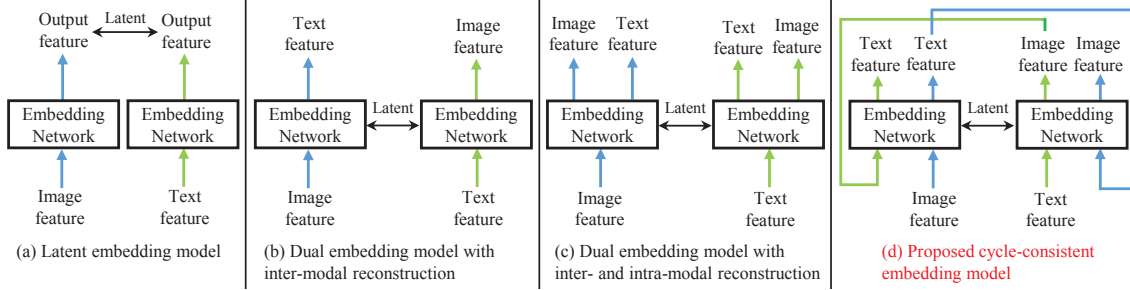 Output
feature
Latent
Output
feature
Embedding
Network
Embedding
Network
Image
feature
Text
feature
(a) Latent embedding model
Text
feature
Image
feature
Embedding
Network
Latent
Embedding
Network
Image
feature
Text
feature
(b) Dual embedding model with
inter-modal reconstruction
Image
feature
Text
feature
Text
feature
Image
feature
Embedding
Network
Latent
Embedding
Network
Image
feature
Text
feature
(c) Dual embedding model with
inter- and intra-modal reconstruction
Text
feature
Text
feature
Image
feature
Image
feature
Embedding
Network
Latent
Embedding
Network
Image
feature
Text
feature
(d) Proposed cycle-consistent
embedding model